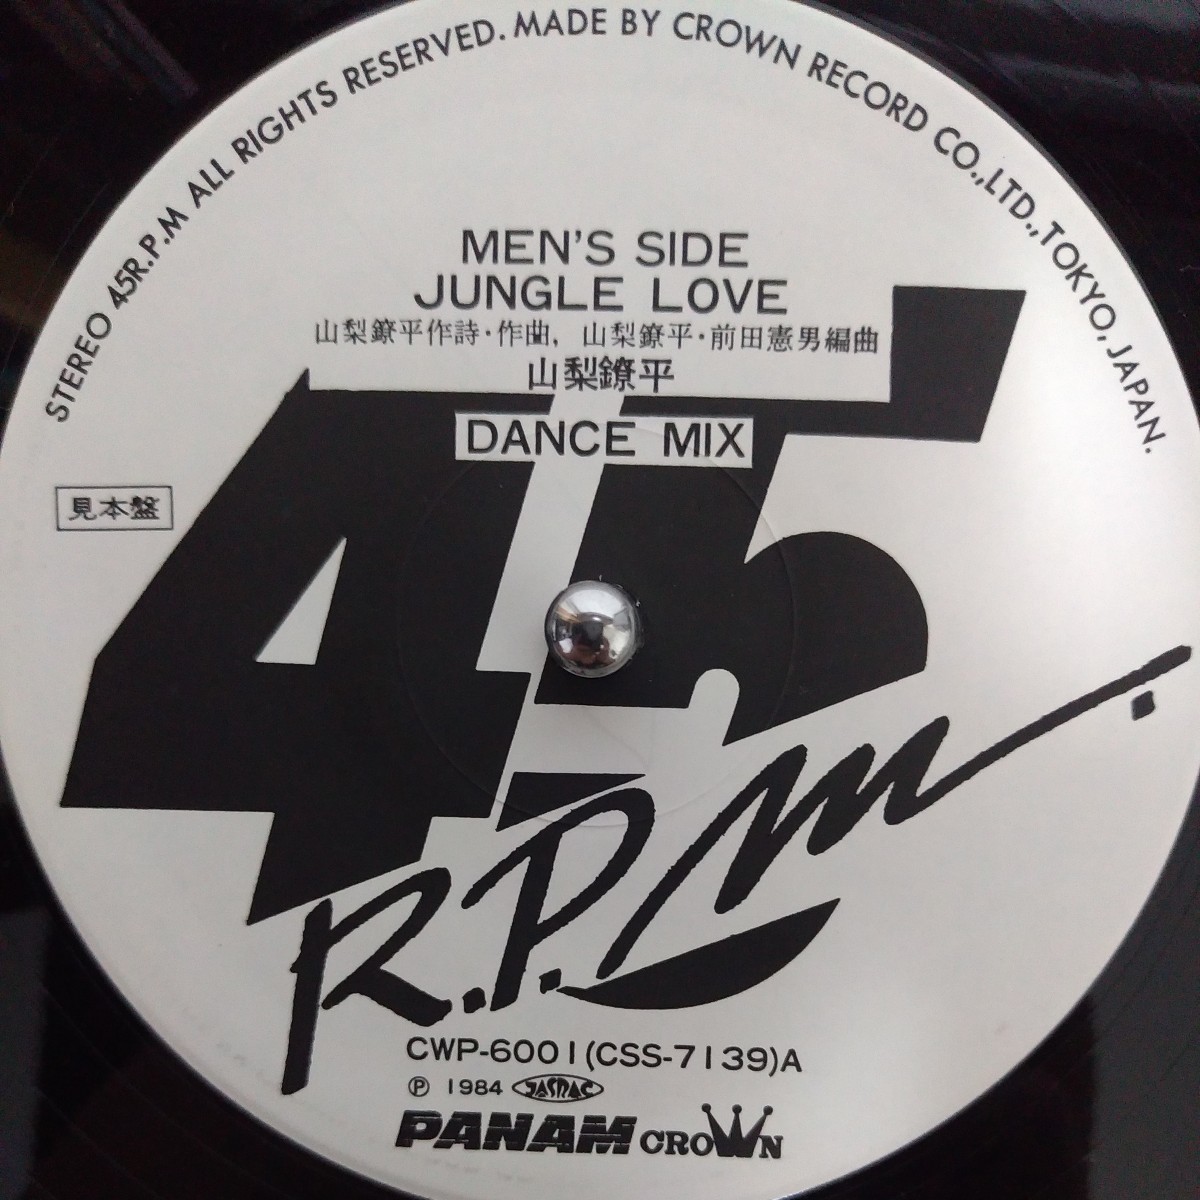 STEREO 45R.P.M ALL RIGHTS RESERVED. MADE BY CROWN RECORD CO.,LTD.,TOKYO, JAPAN.
MEN'S SIDE
JUNGLE LOVE
山梨鐐平作詩・作曲, 山梨鐐平・前田憲男編曲
山梨鐐平
DANCE MIX
見本盤
45
R.P.m.
CWP-6001(CSS-7139)A
Ⓟ 1984 JASRAC
PANAM CROWN